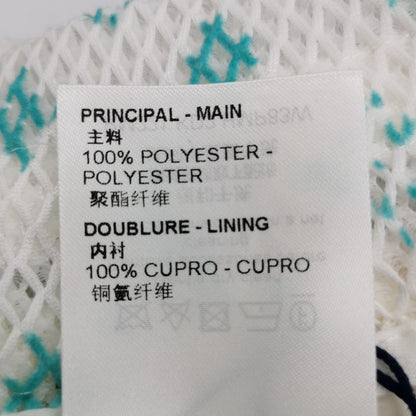 PRINCIPAL - MAIN
主料
100% POLYESTER -
POLYESTER
聚酯纤维
DOUBLURE - LINING
内衬
100% CUPRO - CUPRO
铜氨纤维